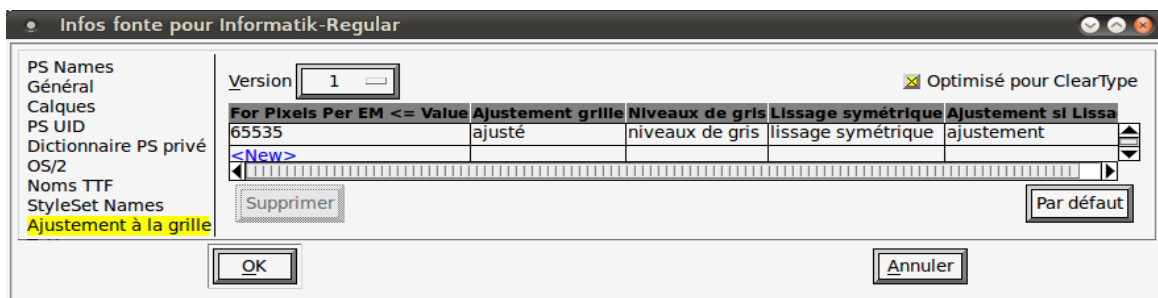 Infos fonte pour Informatik-Regular
PS Names
Général
Calques
PS UID
Dictionnaire PS privé
OS/2
Noms TTF
StyleSet Names
Ajustement à la grille
Version 1 Optimisé pour ClearType
For Pixels Per EM <= Value Ajustement grille Niveaux de gris Lissage symétrique Ajustement si Lissa
65535 ajusté niveaux de gris lissage symétrique ajustement
<New>
Supprimer Par défaut
OK Annuler